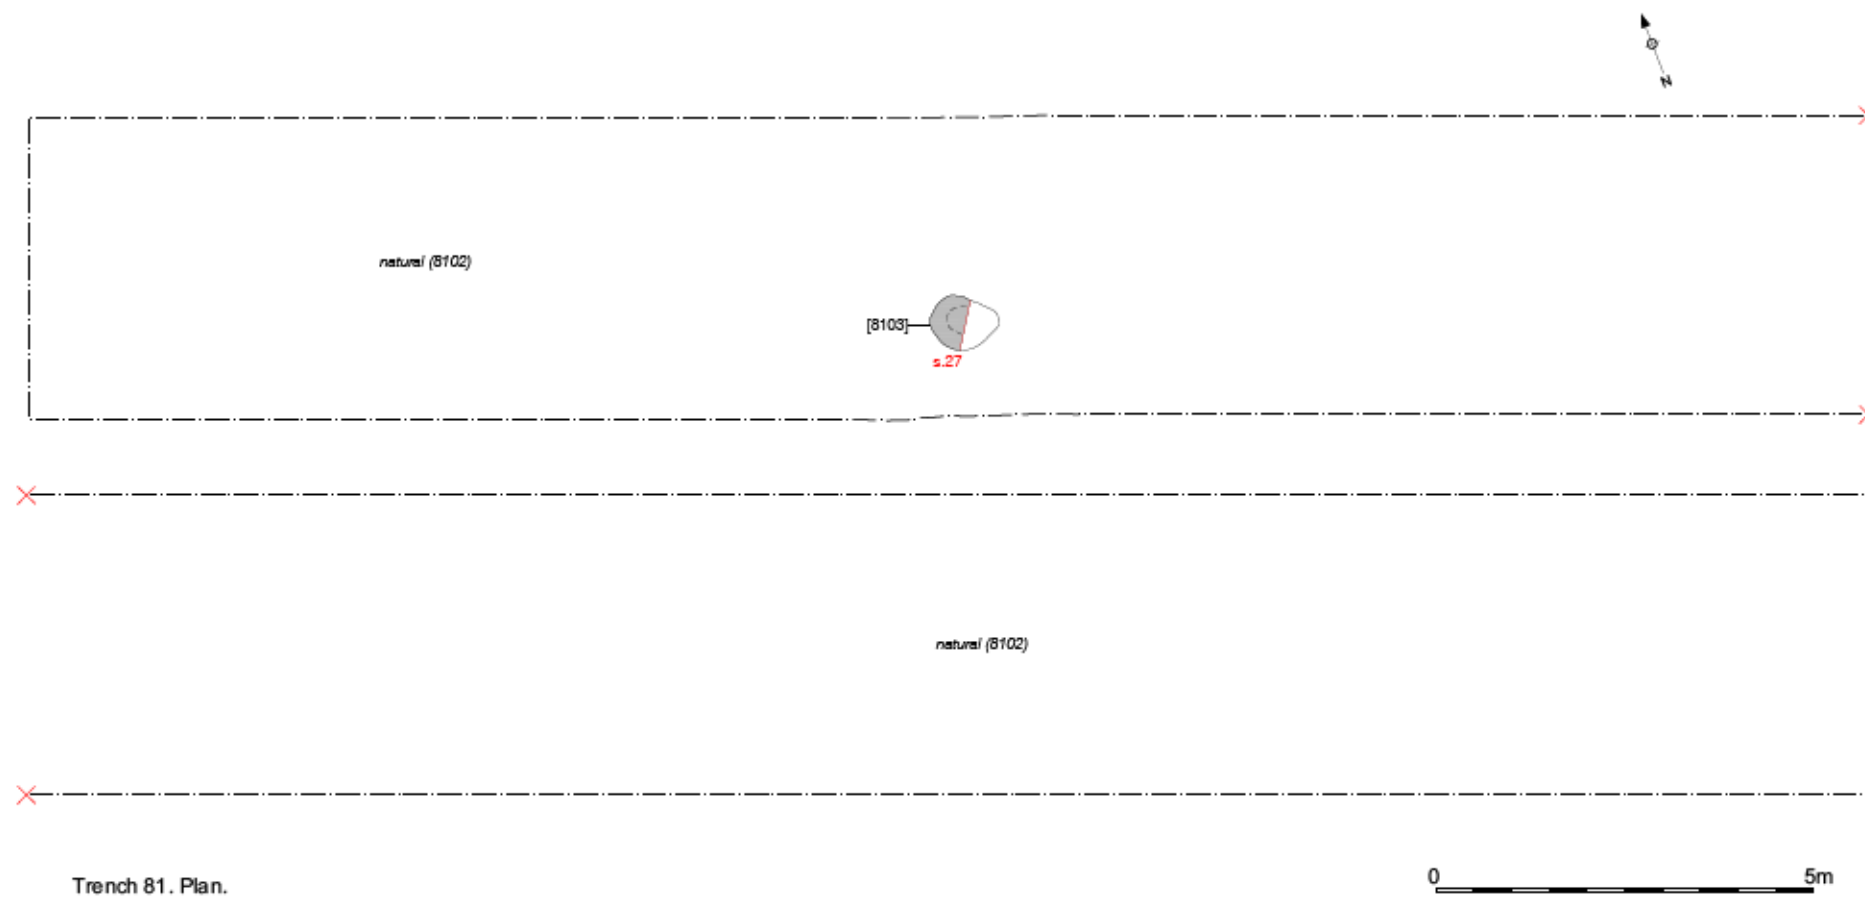 N
natural (8102)
[8103]
s.27
natural (8102)
Trench 81. Plan.
0 5m